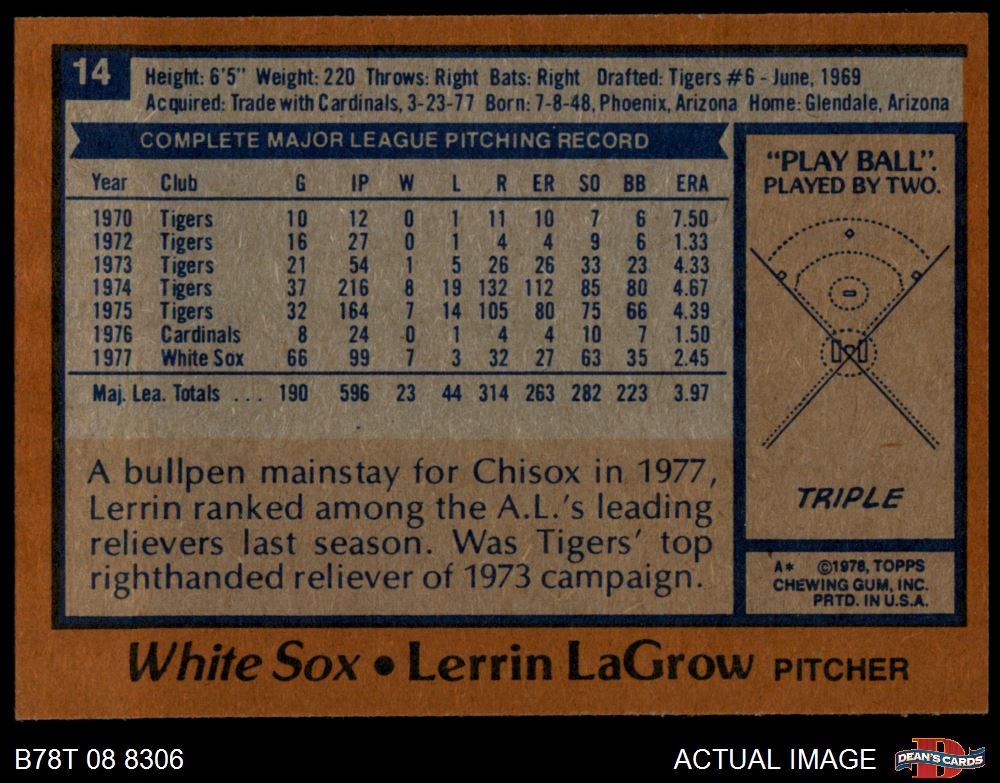 14
Height: 6'5" Weight: 220 Throws: Right Bats: Right Drafted: Tigers #6 - June, 1969
Acquired: Trade with Cardinals, 3-23-77 Born: 7-8-48, Phoenix, Arizona Home: Glendale, Arizona
COMPLETE MAJOR LEAGUE PITCHING RECORD
Year Club G IP W L R ER SO BB ERA
1970 Tigers 10 12 0 1 11 10 7 6 7.50
1972 Tigers 16 27 0 1 4 4 9 6 1.33
1973 Tigers 21 54 1 5 26 26 33 23 4.33
1974 Tigers 37 216 8 19 132 112 85 80 4.67
1975 Tigers 32 164 7 14 105 80 75 66 4.39
1976 Cardinals 8 24 0 1 4 4 10 7 1.50
1977 White Sox 66 99 7 3 32 27 63 35 2.45
Maj. Lea. Totals ... 190 596 23 44 314 263 282 223 3.97
A bullpen mainstay for Chisox in 1977,
Lerrin ranked among the A.L.'s leading
relievers last season. Was Tigers' top
righthanded reliever of 1973 campaign.
"PLAY BALL".
PLAYED BY TWO.
TRIPLE
A* ©1978, TOPPS
CHEWING GUM, INC.
PRTD. IN U.S.A.
White Sox • Lerrin LaGrow PITCHER
B78T 08 8306
ACTUAL IMAGE
D
DEAN'S CARDS